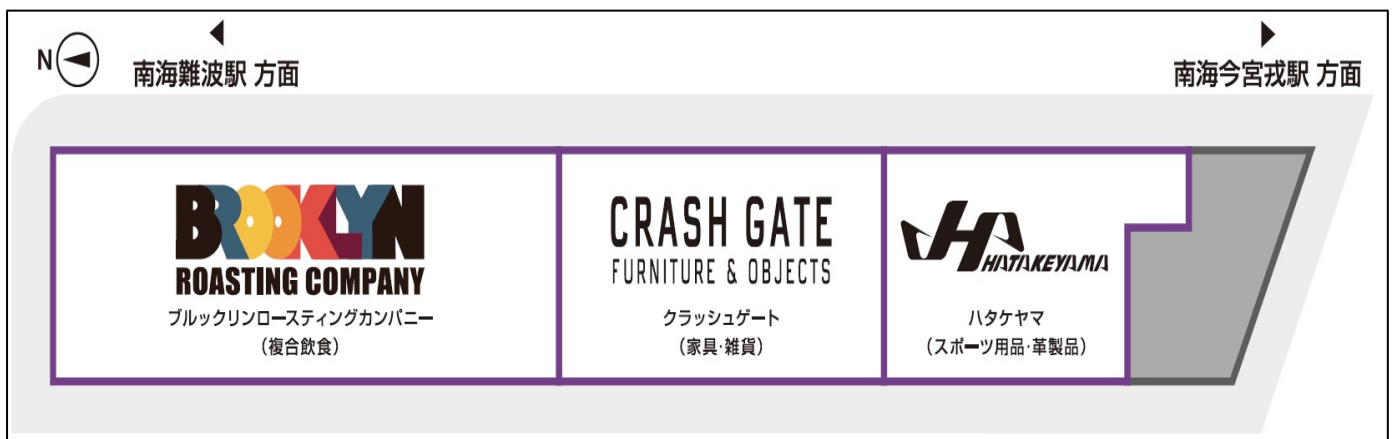 N
南海難波駅 方面
南海今宮戎駅 方面
BROOKLYN
ROASTING COMPANY
ブルックリンロースティングカンパニー
(複合飲食)
CRASH GATE
FURNITURE & OBJECTS
クラッシュゲート
(家具・雑貨)
HA
HATAKEYAMA
ハタケヤマ
(スポーツ用品・革製品)